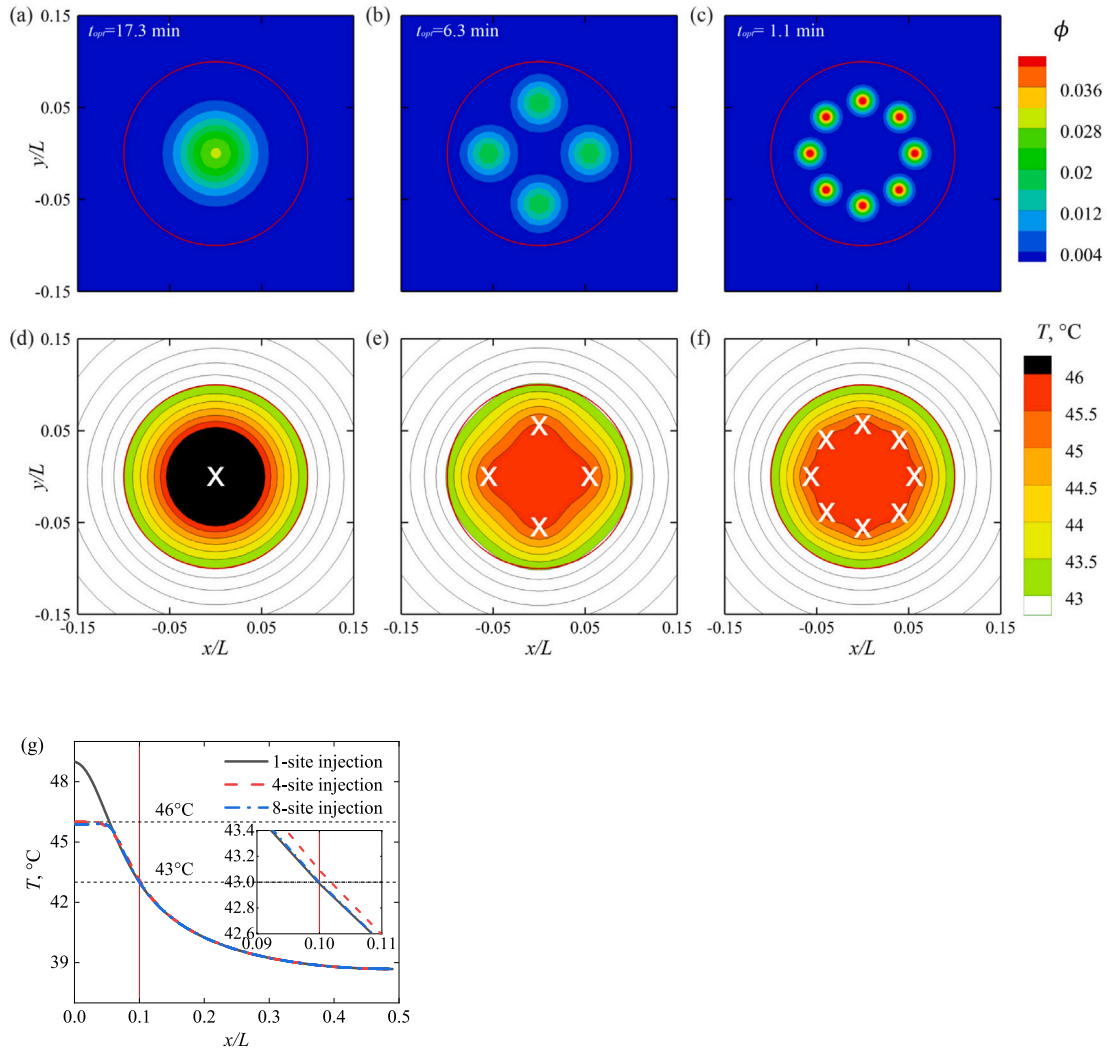 (a)
t_opt=17.3 min
(b)
t_opt=6.3 min
(c)
t_opt= 1.1 min
ϕ
0.15
0.05
-0.05
-0.15
y/L
0.036
0.028
0.02
0.012
0.004
(d)
(e)
(f)
T, °C
0.15
0.05
-0.05
-0.15
y/L
X
X
X
X
X
X
X
X
X
X
X
X
X
46
45.5
45
44.5
44
43.5
43
-0.15
-0.05
0.05
0.15
-0.05
0.05
0.15
-0.05
0.05
0.15
x/L
x/L
x/L
(g)
48
45
42
39
T, °C
1-site injection
4-site injection
8-site injection
46°C
43°C
43.4
43.2
43.0
42.8
42.6
0.09
0.10
0.11
0.0
0.1
0.2
0.3
0.4
0.5
x/L